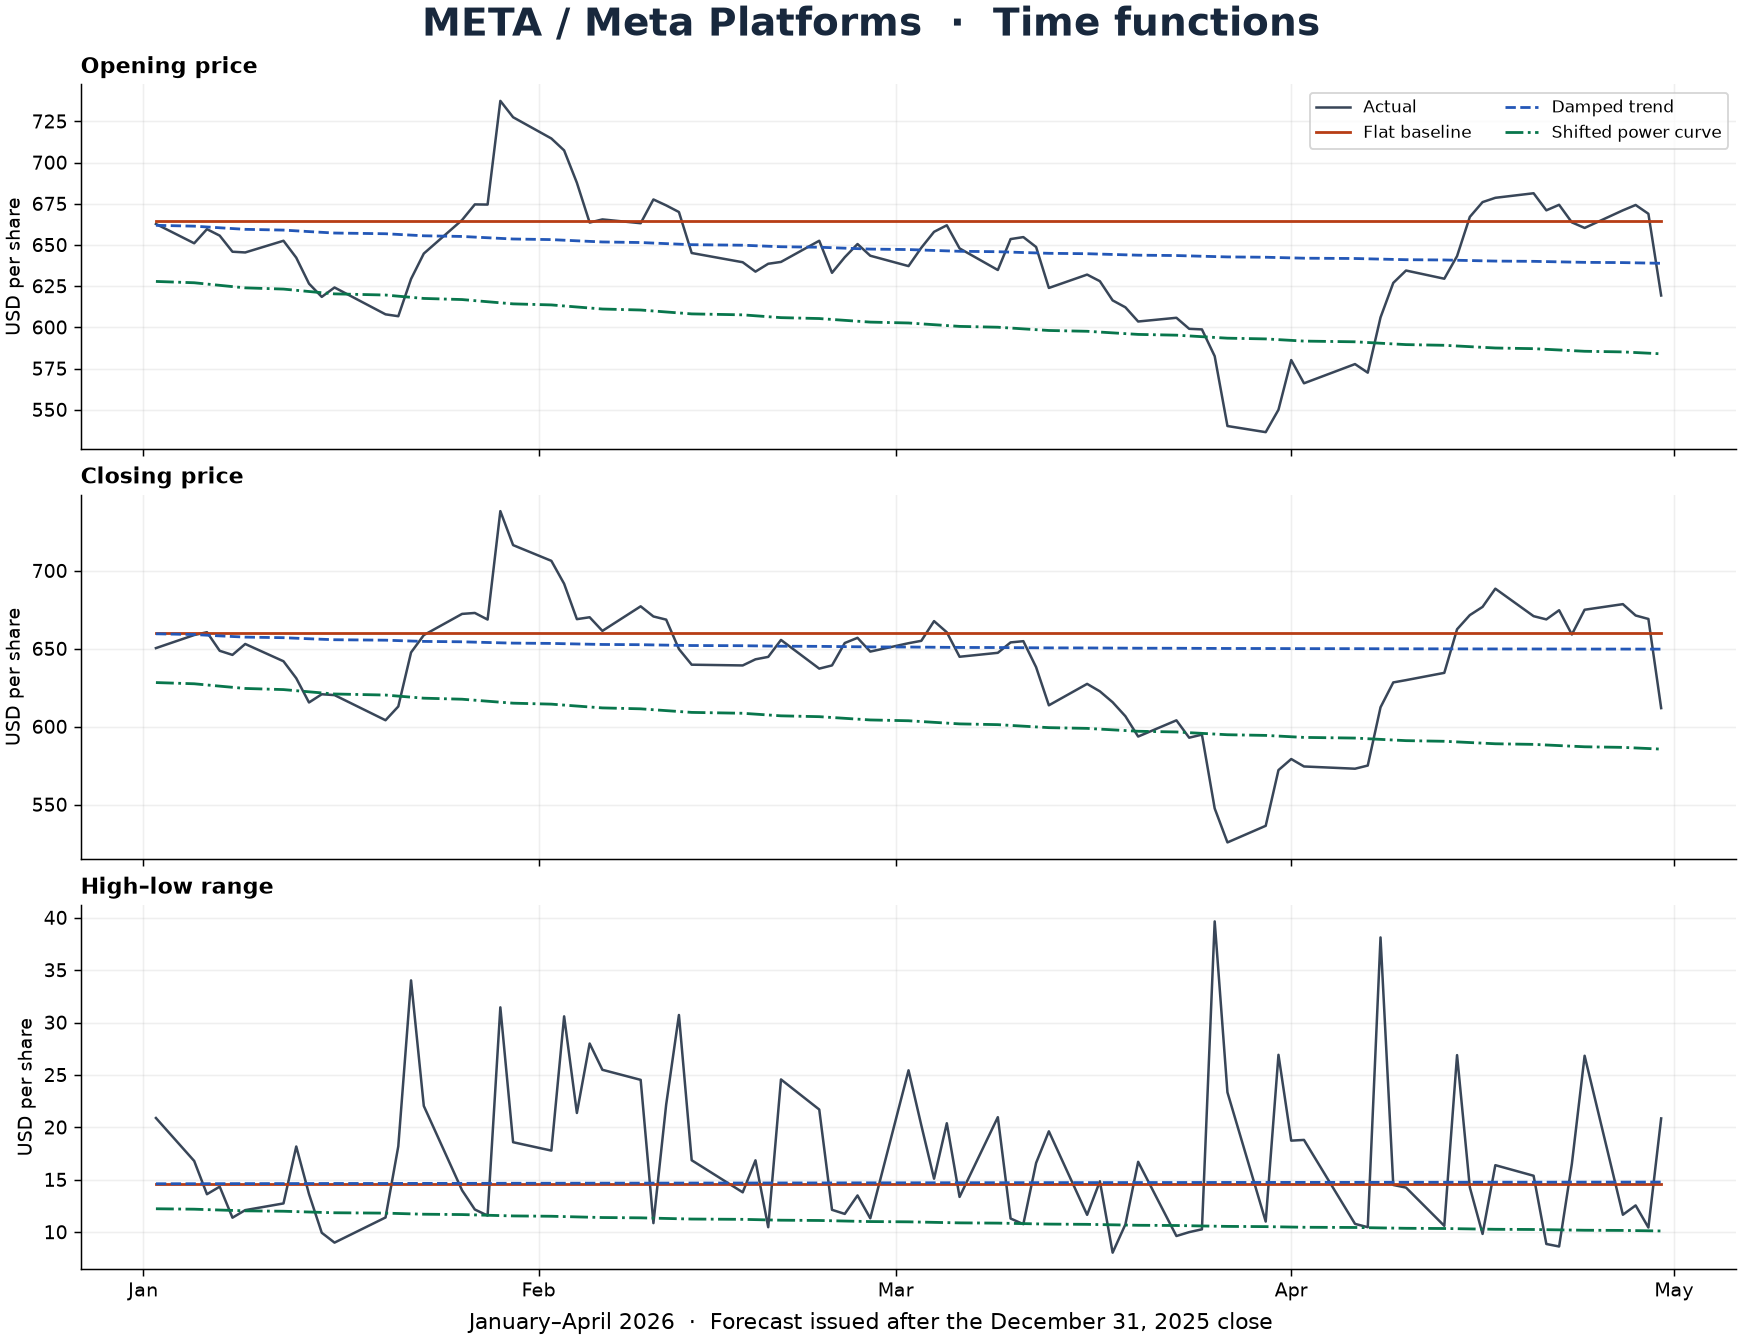 META / Meta Platforms · Time functions
Opening price
Actual
Flat baseline
Damped trend
Shifted power curve
USD per share
725
700
675
650
625
600
575
550
Closing price
USD per share
700
650
600
550
High–low range
USD per share
40
35
30
25
20
15
10
Jan Feb Mar Apr May
January–April 2026 · Forecast issued after the December 31, 2025 close